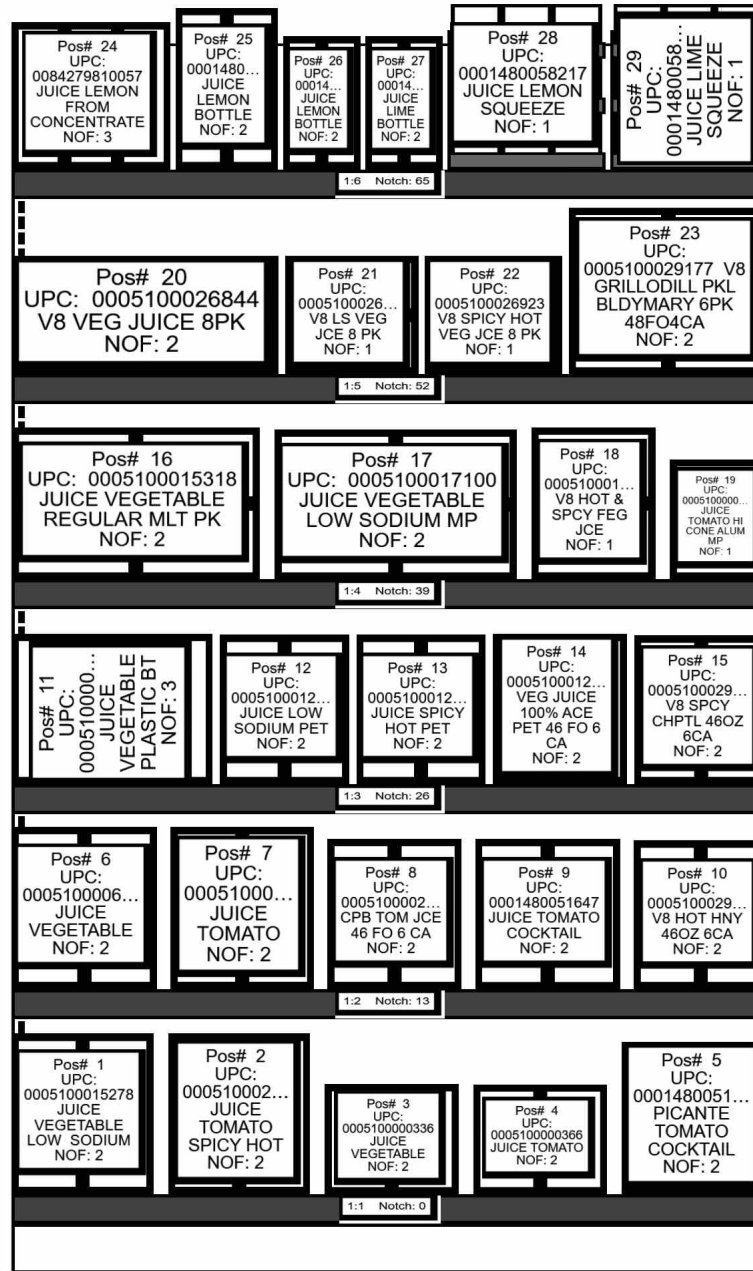 Pos# 24
UPC:
0084279810057
JUICE LEMON
FROM
CONCENTRATE
NOF: 3
Pos# 25
UPC:
0001480...
JUICE
LEMON
BOTTLE
NOF: 2
Pos# 26
UPC:
00014...
JUICE
LEMON
BOTTLE
NOF: 2
Pos# 27
UPC:
00014...
JUICE
LIME
BOTTLE
NOF: 2
Pos# 28
UPC:
0001480058217
JUICE LEMON
SQUEEZE
NOF: 1
Pos# 29
UPC:
0001480058...
JUICE LIME
SQUEEZE
NOF: 1
1:6 Notch: 65
Pos# 20
UPC: 0005100026844
V8 VEG JUICE 8PK
NOF: 2
Pos# 21
UPC:
0005100026...
V8 LS VEG
JCE 8 PK
NOF: 1
Pos# 22
UPC:
0005100026923
V8 SPICY HOT
VEG JCE 8 PK
NOF: 1
Pos# 23
UPC:
0005100029177 V8
GRILLODILL PKL
BLDYMARY 6PK
48FO4CA
NOF: 2
1:5 Notch: 52
Pos# 16
UPC: 0005100015318
JUICE VEGETABLE
REGULAR MLT PK
NOF: 2
Pos# 17
UPC: 0005100017100
JUICE VEGETABLE
LOW SODIUM MP
NOF: 2
Pos# 18
UPC:
000510001...
V8 HOT &
SPCY FEG
JCE
NOF: 1
Pos# 19
UPC:
0005100000...
JUICE
TOMATO HI
CONE ALUM
MP
NOF: 1
1:4 Notch: 39
Pos# 11
UPC:
000510000...
JUICE
VEGETABLE
PLASTIC BT
NOF: 3
Pos# 12
UPC:
0005100012...
JUICE LOW
SODIUM PET
NOF: 2
Pos# 13
UPC:
0005100012...
JUICE SPICY
HOT PET
NOF: 2
Pos# 14
UPC:
0005100012...
VEG JUICE
100% ACE
PET 46 FO 6
CA
NOF: 2
Pos# 15
UPC:
0005100029...
V8 SPCY
CHPTL 46OZ
6CA
NOF: 2
1:3 Notch: 26
Pos# 6
UPC:
0005100006...
JUICE
VEGETABLE
NOF: 2
Pos# 7
UPC:
00051000...
JUICE
TOMATO
NOF: 2
Pos# 8
UPC:
0005100002...
CPB TOM JCE
46 FO 6 CA
NOF: 2
Pos# 9
UPC:
0001480051647
JUICE TOMATO
COCKTAIL
NOF: 2
Pos# 10
UPC:
0005100029...
V8 HOT HNY
46OZ 6CA
NOF: 2
1:2 Notch: 13
Pos# 1
UPC:
0005100015278
JUICE
VEGETABLE
LOW SODIUM
NOF: 2
Pos# 2
UPC:
000510002...
JUICE
TOMATO
SPICY HOT
NOF: 2
Pos# 3
UPC:
0005100000336
JUICE
VEGETABLE
NOF: 2
Pos# 4
UPC:
0005100000366
JUICE TOMATO
NOF: 2
Pos# 5
UPC:
0001480051...
PICANTE
TOMATO
COCKTAIL
NOF: 2
1:1 Notch: 0